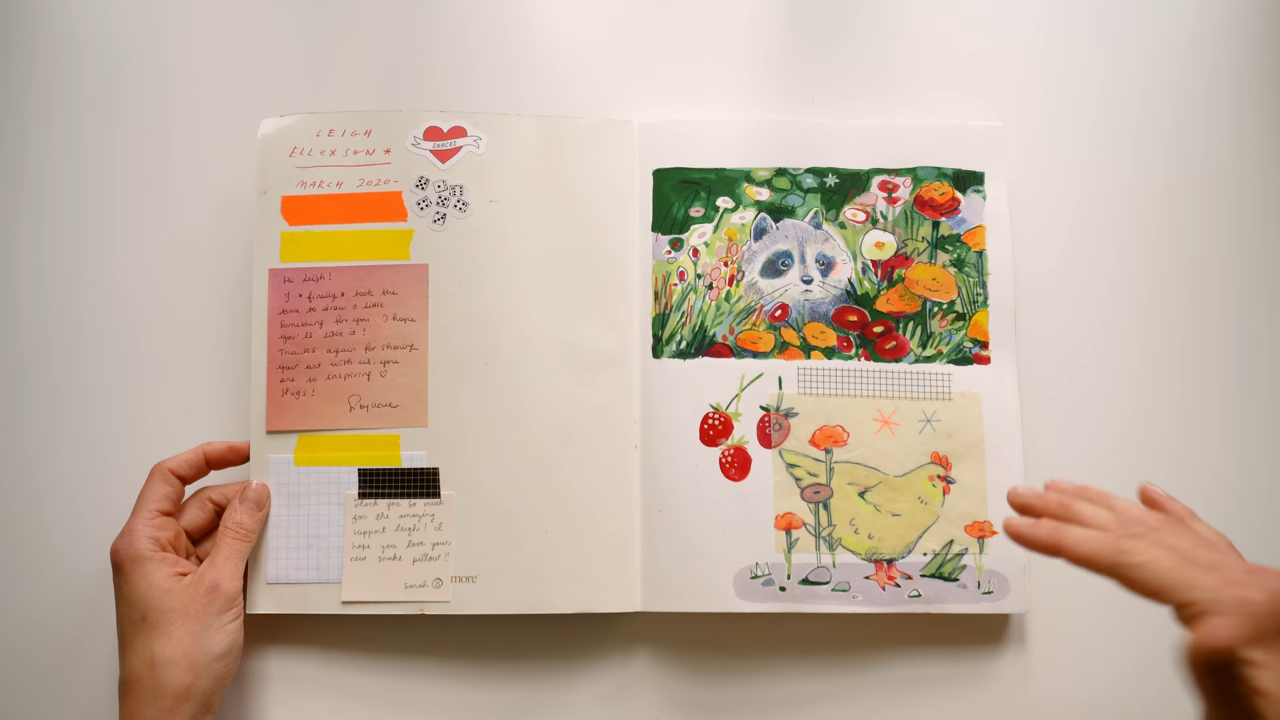 LEIGH
ELLEXSON *
MARCH 2020-
SNACKS
Hi Leigh!
I *finally* took the
time to draw a little
something for you. I hope
you'll like it!
Thanks again for sharing
your art with us, you
are so inspiring ♡
Hugs!
Thank you so much
for the amazing
support Leigh! I
hope you love your
new snake pillow!!
Sarah ☹
more